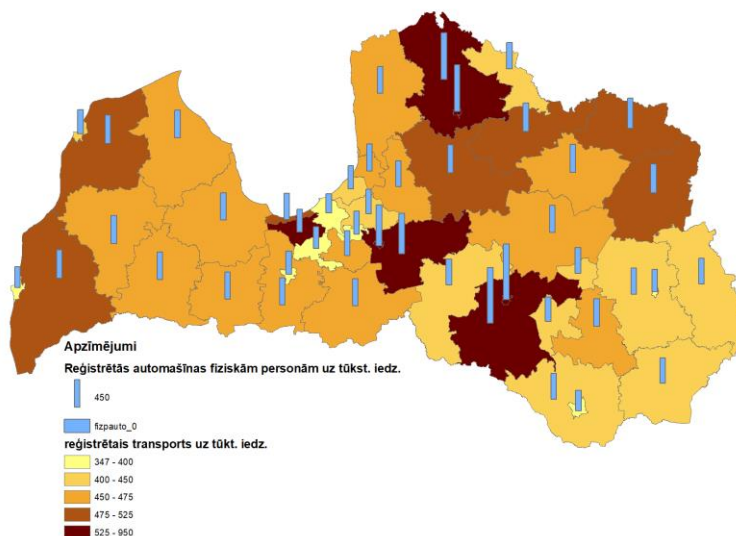 Apzīmējumi
Reģistrētās automašīnas fiziskām personām uz tūkst. iedz.
450
fizpauto_0
reģistrētais transports uz tūkt. iedz.
347 - 400
400 - 450
450 - 475
475 - 525
525 - 950